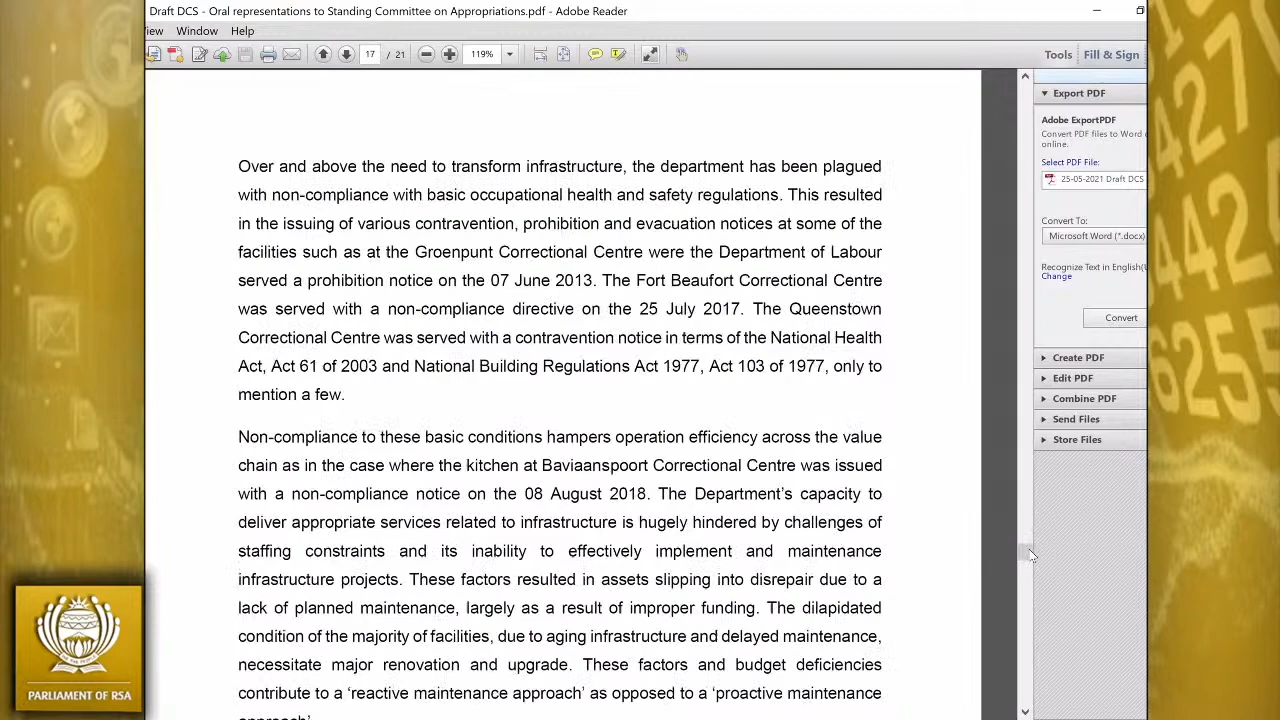 Draft DCS - Oral representations to Standing Committee on Appropriations.pdf - Adobe Reader
iew Window Help
17 / 21 119% Tools Fill & Sign
Over and above the need to transform infrastructure, the department has been plagued
with non-compliance with basic occupational health and safety regulations. This resulted
in the issuing of various contravention, prohibition and evacuation notices at some of the
facilities such as at the Groenpunt Correctional Centre were the Department of Labour
served a prohibition notice on the 07 June 2013. The Fort Beaufort Correctional Centre
was served with a non-compliance directive on the 25 July 2017. The Queenstown
Correctional Centre was served with a contravention notice in terms of the National Health
Act, Act 61 of 2003 and National Building Regulations Act 1977, Act 103 of 1977, only to
mention a few.
Non-compliance to these basic conditions hampers operation efficiency across the value
chain as in the case where the kitchen at Baviaanspoort Correctional Centre was issued
with a non-compliance notice on the 08 August 2018. The Department's capacity to
deliver appropriate services related to infrastructure is hugely hindered by challenges of
staffing constraints and its inability to effectively implement and maintenance
infrastructure projects. These factors resulted in assets slipping into disrepair due to a
lack of planned maintenance, largely as a result of improper funding. The dilapidated
condition of the majority of facilities, due to aging infrastructure and delayed maintenance,
necessitate major renovation and upgrade. These factors and budget deficiencies
contribute to a ‘reactive maintenance approach’ as opposed to a ‘proactive maintenance
approach’
Export PDF
Adobe ExportPDF
Convert PDF files to Word
online.
Select PDF File:
25-05-2021 Draft DCS
Convert To:
Microsoft Word (*.docx)
Recognize Text in English(U
Change
Convert
Create PDF
Edit PDF
Combine PDF
Send Files
Store Files
PARLIAMENT OF RSA
427
442
6255